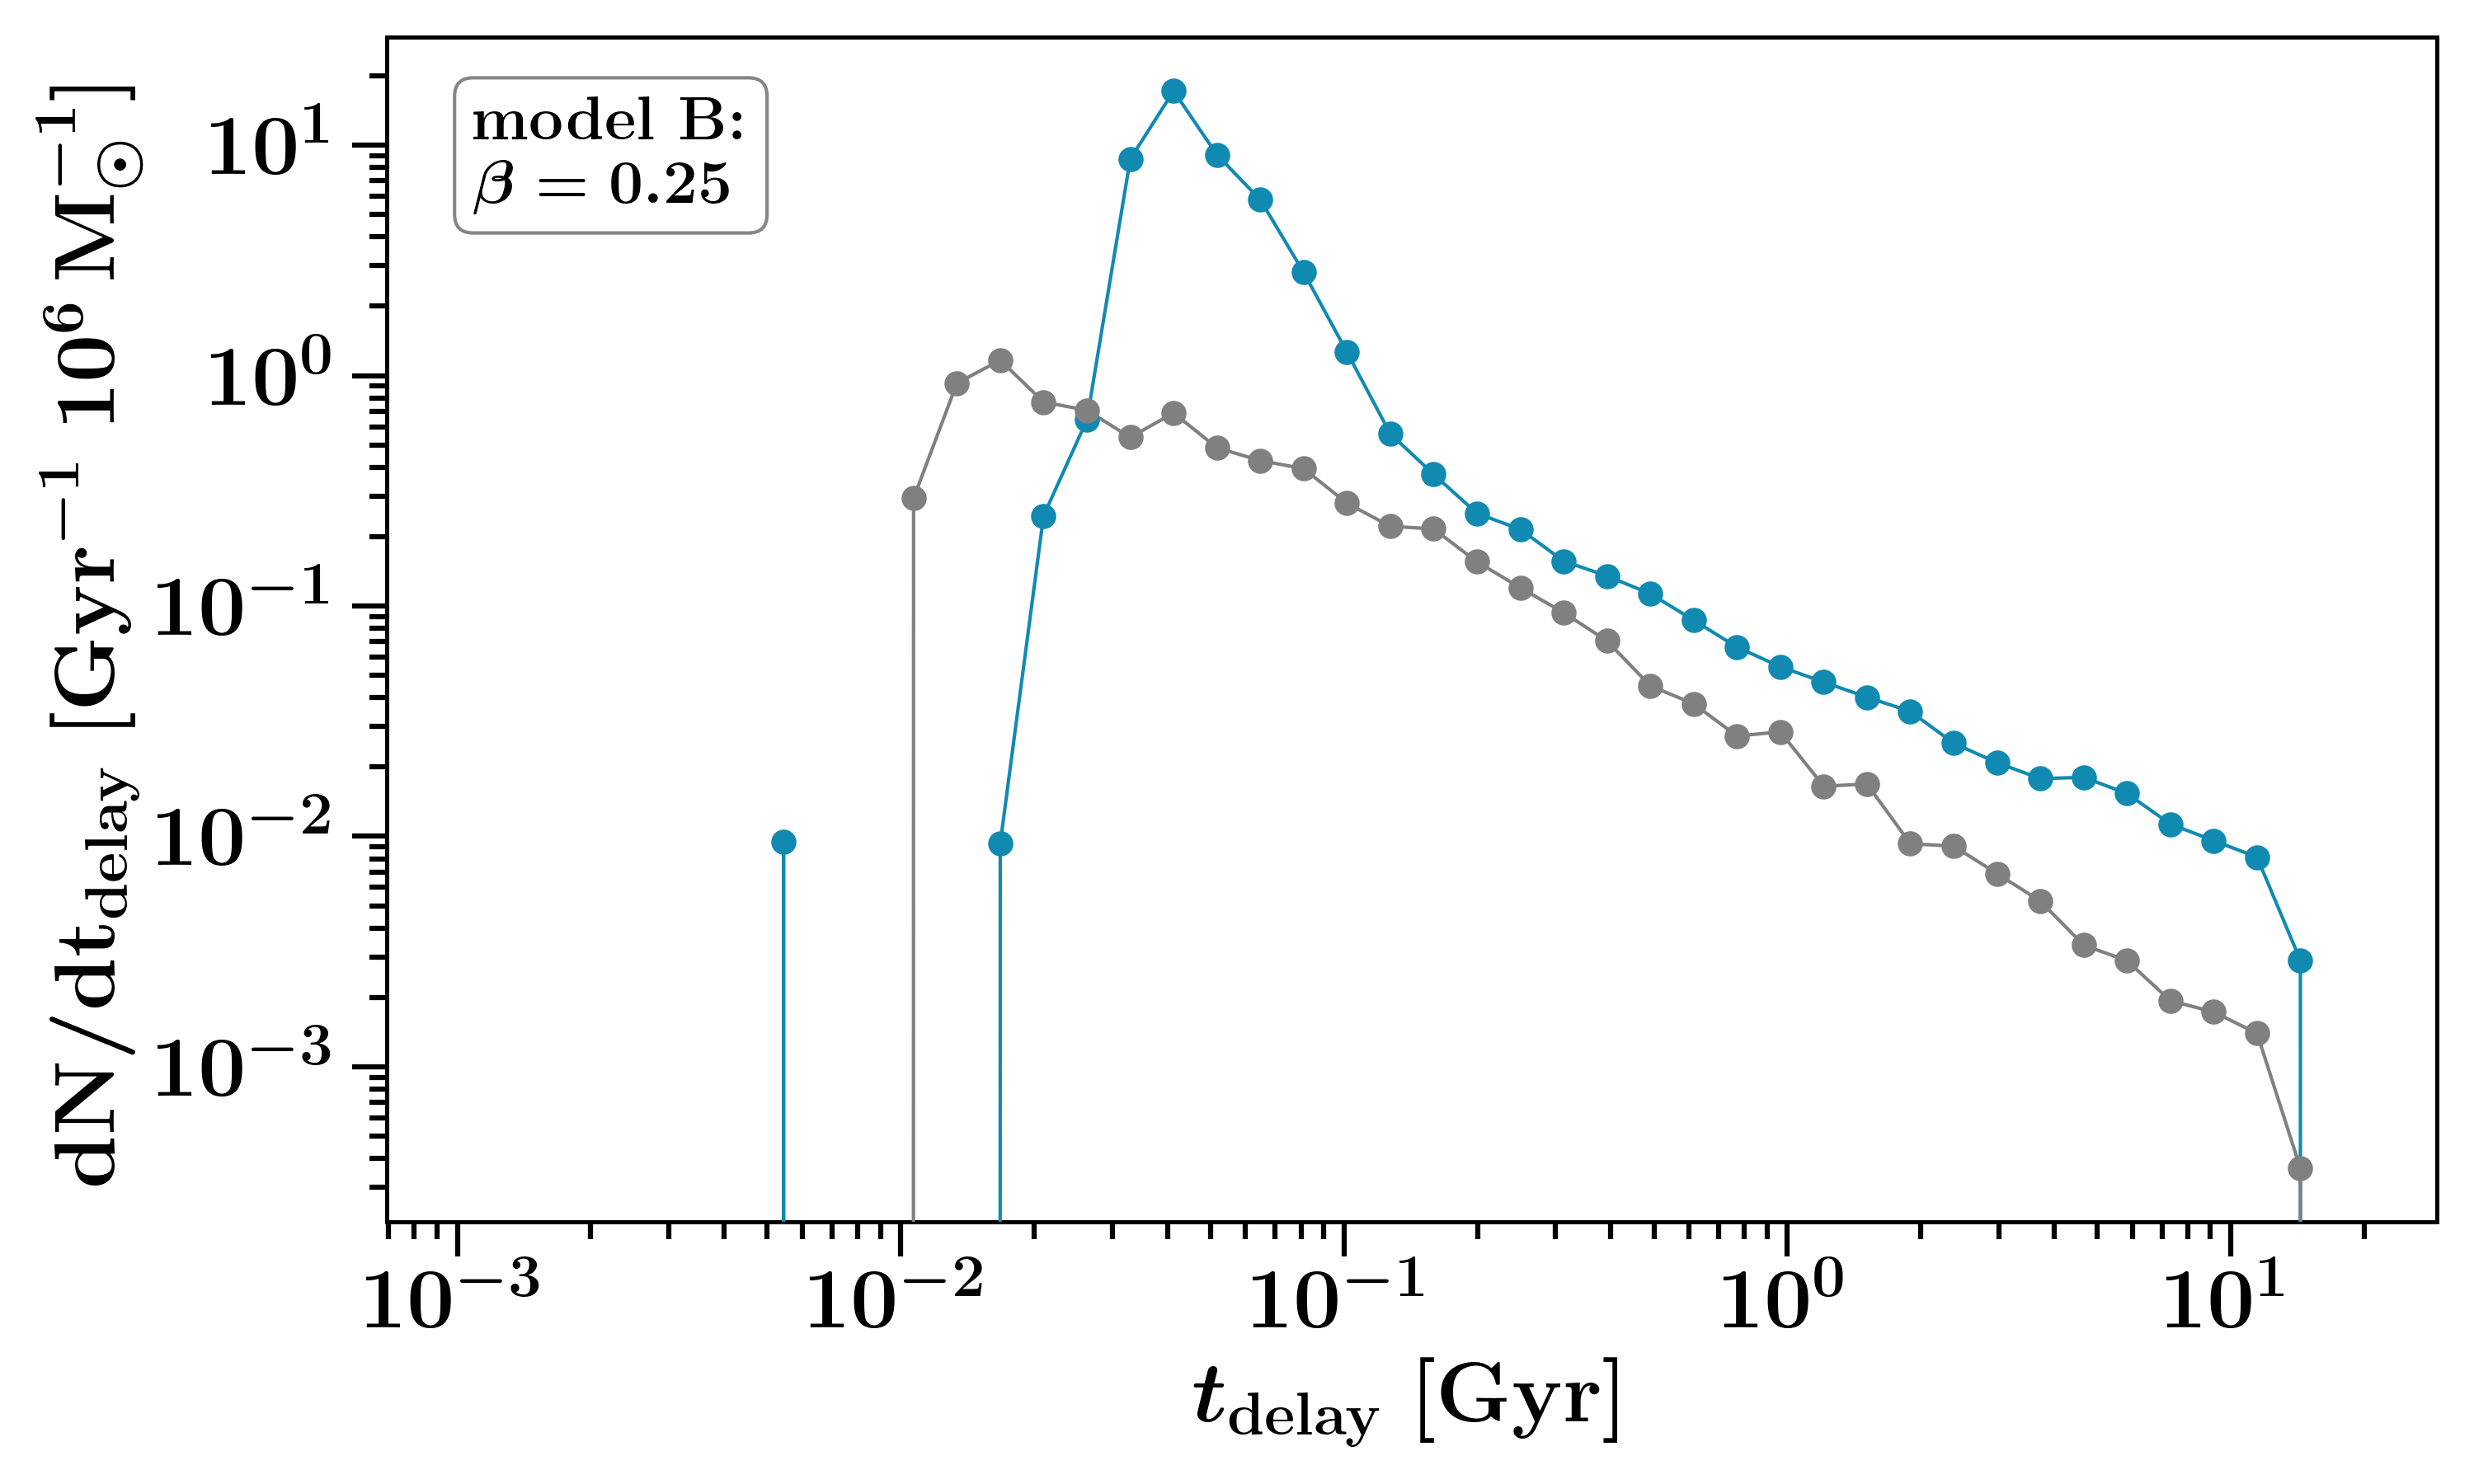 model B:
β = 0.25
dN/dt_delay [Gyr⁻¹ 10⁶ M⊙⁻¹]
10¹
10⁰
10⁻¹
10⁻²
10⁻³
10⁻³ 10⁻² 10⁻¹ 10⁰ 10¹
t_delay [Gyr]